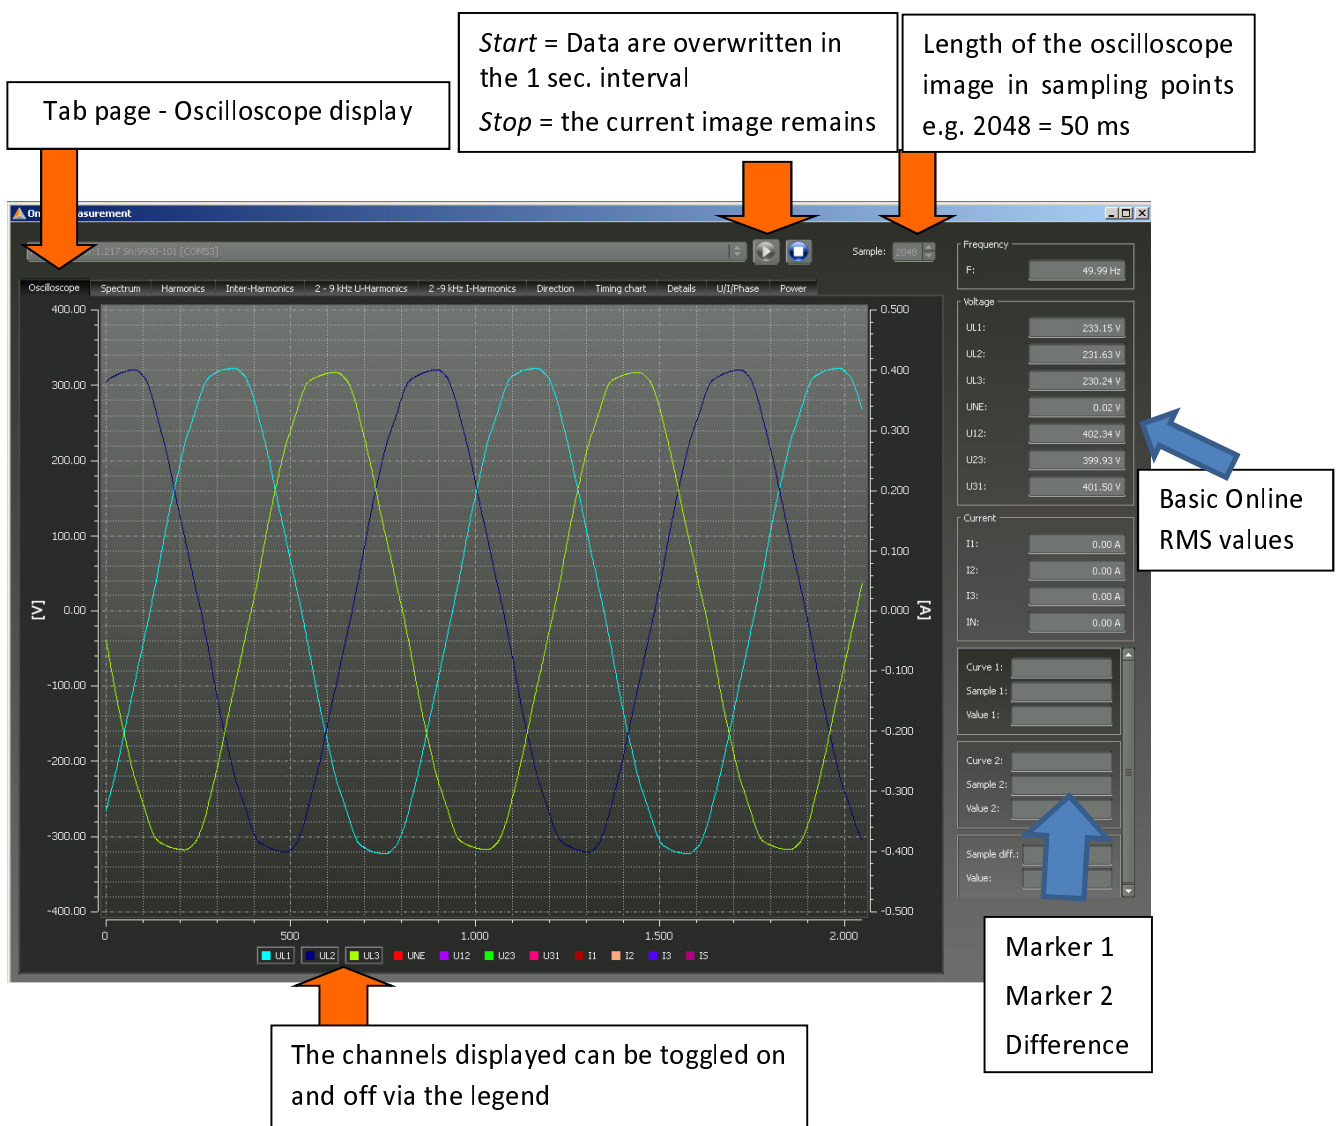 Start = Data are overwritten in
the 1 sec. interval
Stop = the current image remains
Length of the oscilloscope
image in sampling points
e.g. 2048 = 50 ms
Tab page - Oscilloscope display
On
surement
1.217 Sn:9930-101 [COM53]
Sample: 2048
Oscilloscope Spectrum Harmonics Inter-Harmonics 2 - 9 kHz U-Harmonics 2 -9 kHz I-Harmonics Direction Timing chart Details U/I/Phase Power
400.00
300.00
200.00
100.00
0.00
-100.00
-200.00
-300.00
-400.00
[V]
0.500
0.400
0.300
0.200
0.100
0.000
-0.100
-0.200
-0.300
-0.400
-0.500
[A]
0 500 1.000 1.500 2.000
UL1 UL2 UL3 UNE U12 U23 U31 I1 I2 I3 IS
Frequency
F: 49.99 Hz
Voltage
UL1: 233.15 V
UL2: 231.63 V
UL3: 230.24 V
UNE: 0.02 V
U12: 402.34 V
U23: 399.93 V
U31: 401.50 V
Current
I1: 0.00 A
I2: 0.00 A
I3: 0.00 A
IN: 0.00 A
Curve 1:
Sample 1:
Value 1:
Curve 2:
Sample 2:
Value 2:
Sample diff.:
Value:
Basic Online
RMS values
Marker 1
Marker 2
Difference
The channels displayed can be toggled on
and off via the legend